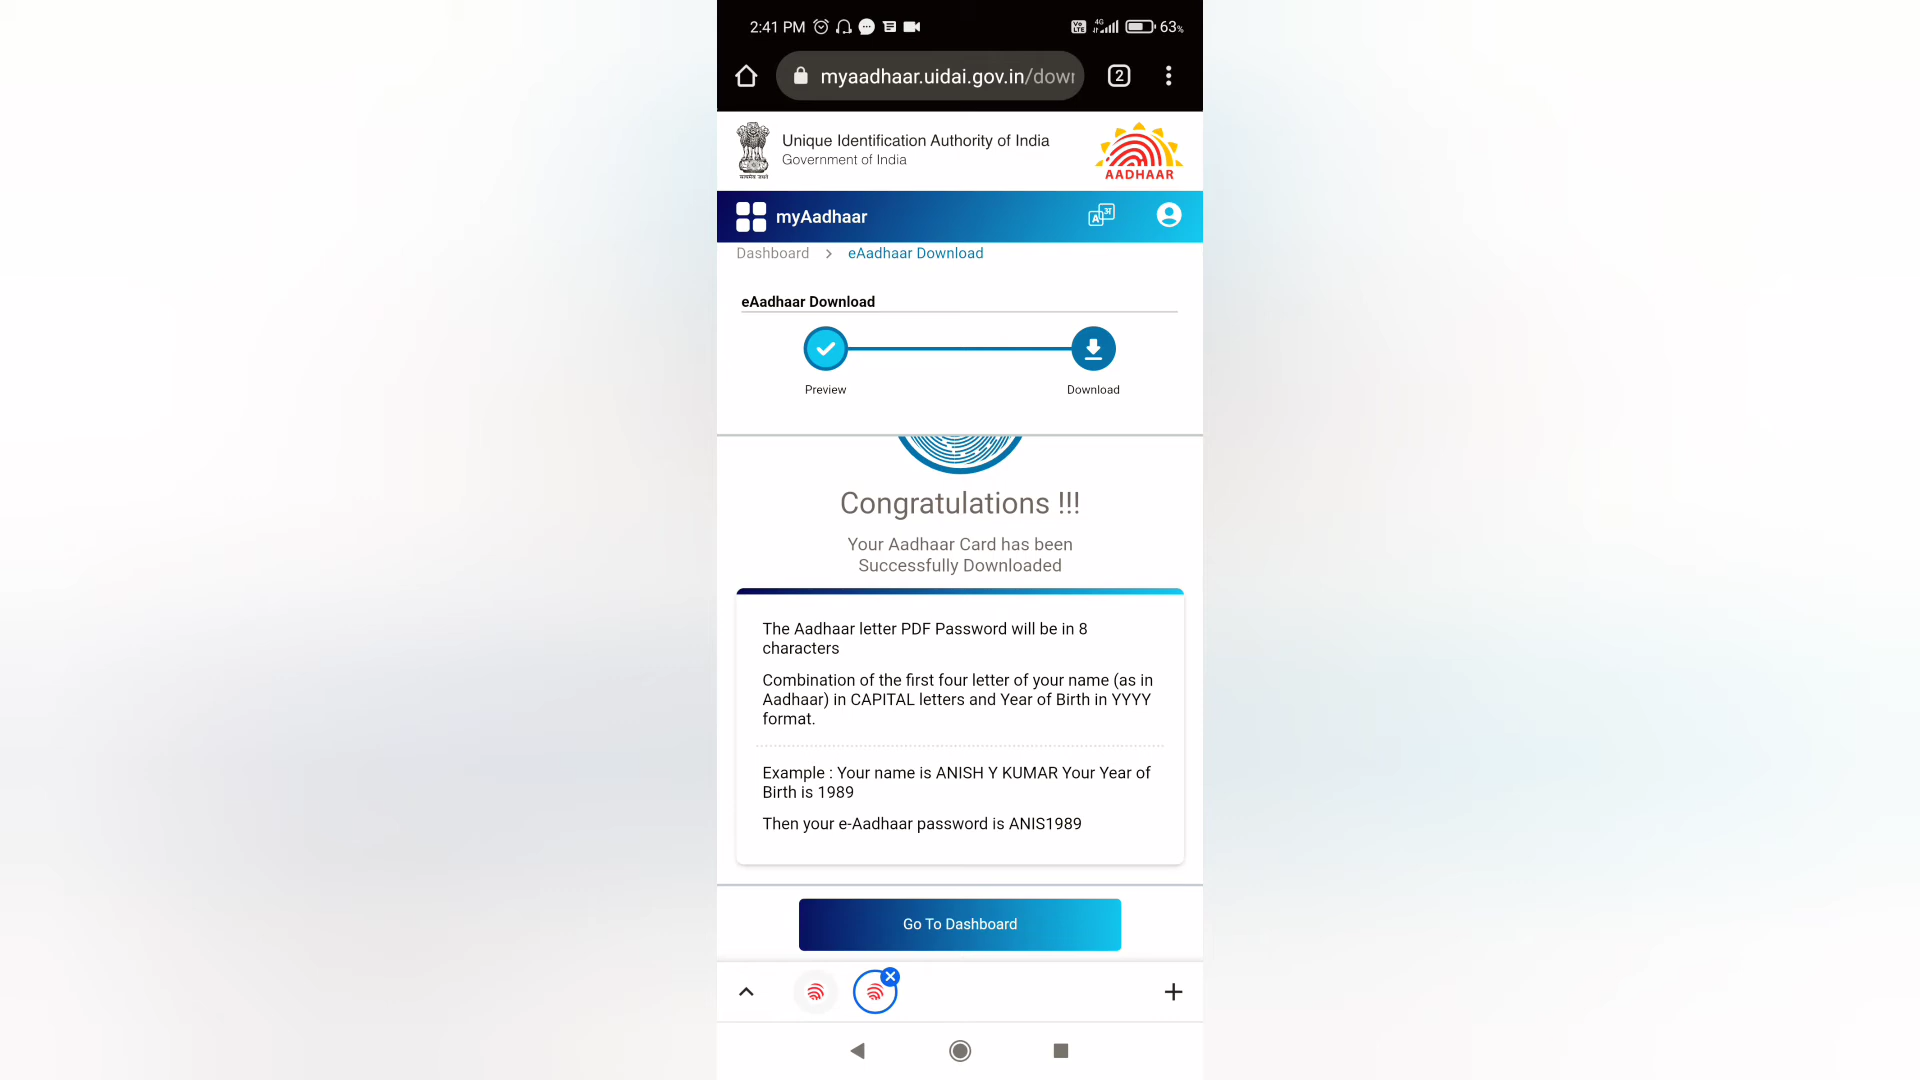 2:41 PM
4G
63%
myaadhaar.uidai.gov.in/down
2
Unique Identification Authority of India
Government of India
AADHAAR
myAadhaar
Dashboard > eAadhaar Download
eAadhaar Download
Preview
Download
Congratulations !!!
Your Aadhaar Card has been
Successfully Downloaded
The Aadhaar letter PDF Password will be in 8
characters
Combination of the first four letter of your name (as in
Aadhaar) in CAPITAL letters and Year of Birth in YYYY
format.
Example : Your name is ANISH Y KUMAR Your Year of
Birth is 1989
Then your e-Aadhaar password is ANIS1989
Go To Dashboard